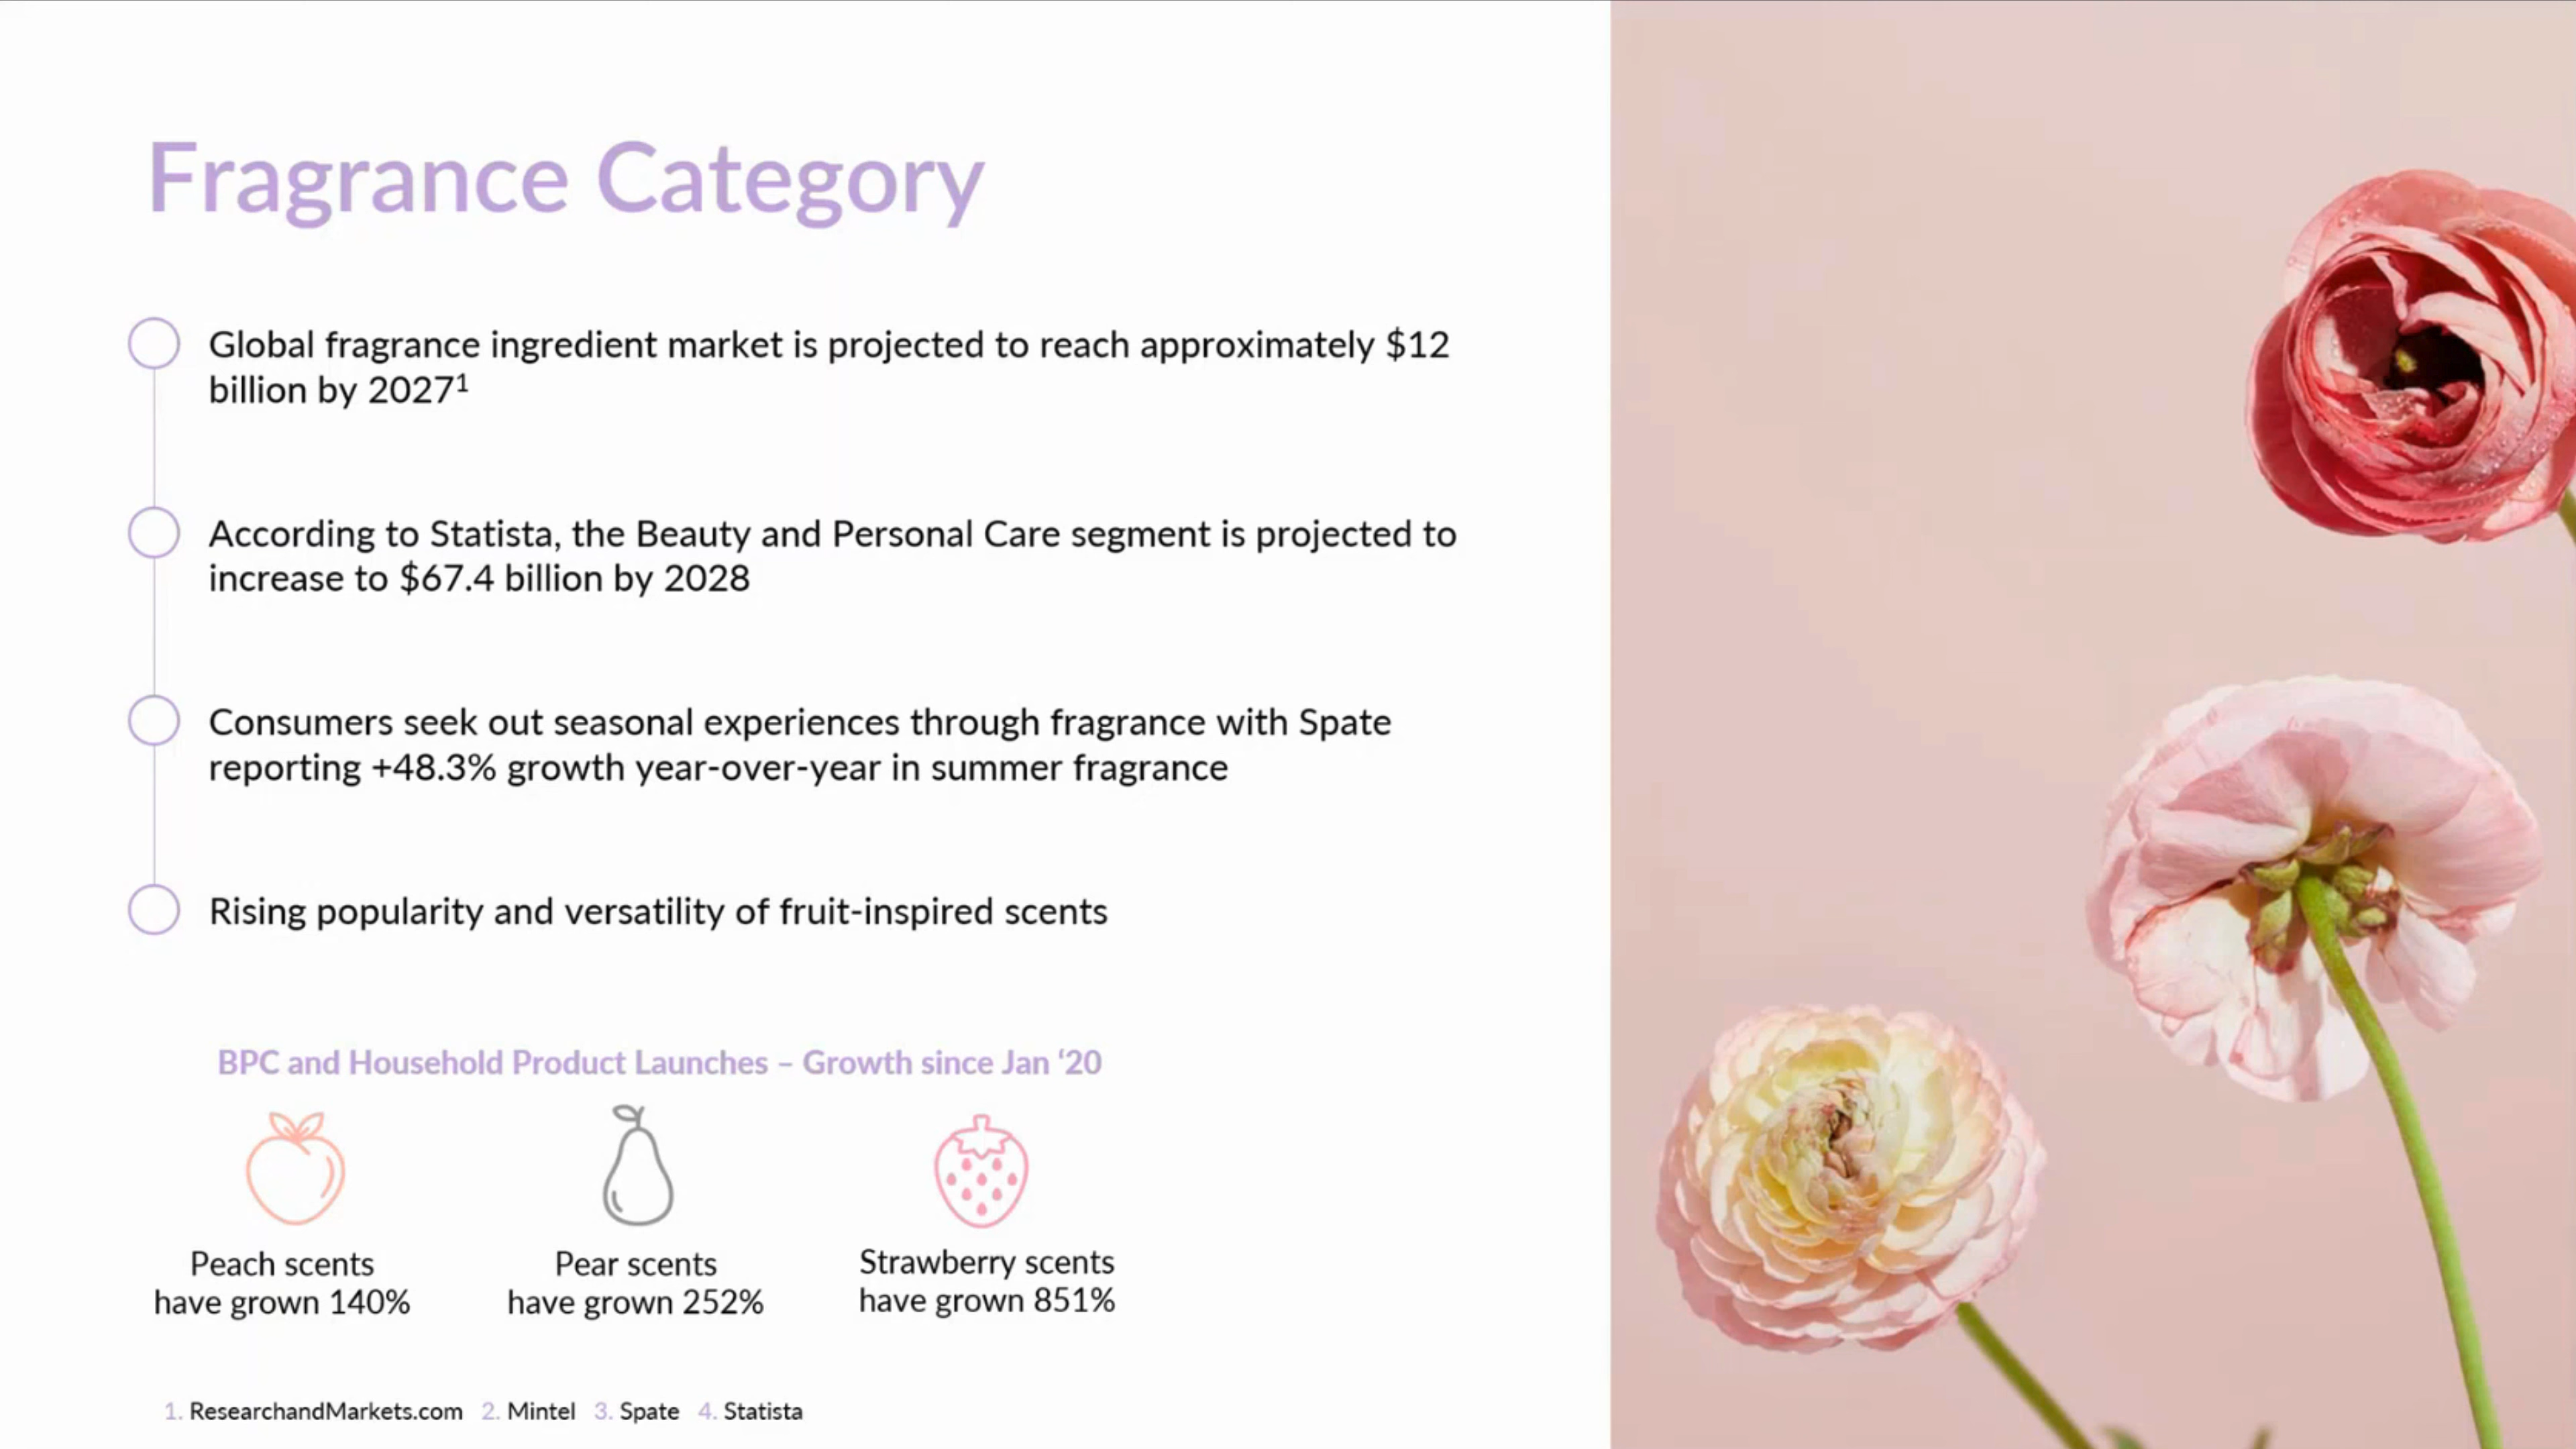 Fragrance Category
Global fragrance ingredient market is projected to reach approximately $12
billion by 2027¹
According to Statista, the Beauty and Personal Care segment is projected to
increase to $67.4 billion by 2028
Consumers seek out seasonal experiences through fragrance with Spate
reporting +48.3% growth year-over-year in summer fragrance
Rising popularity and versatility of fruit-inspired scents
BPC and Household Product Launches – Growth since Jan ‘20
Peach scents
have grown 140%
Pear scents
have grown 252%
Strawberry scents
have grown 851%
1. ResearchandMarkets.com 2. Mintel 3. Spate 4. Statista